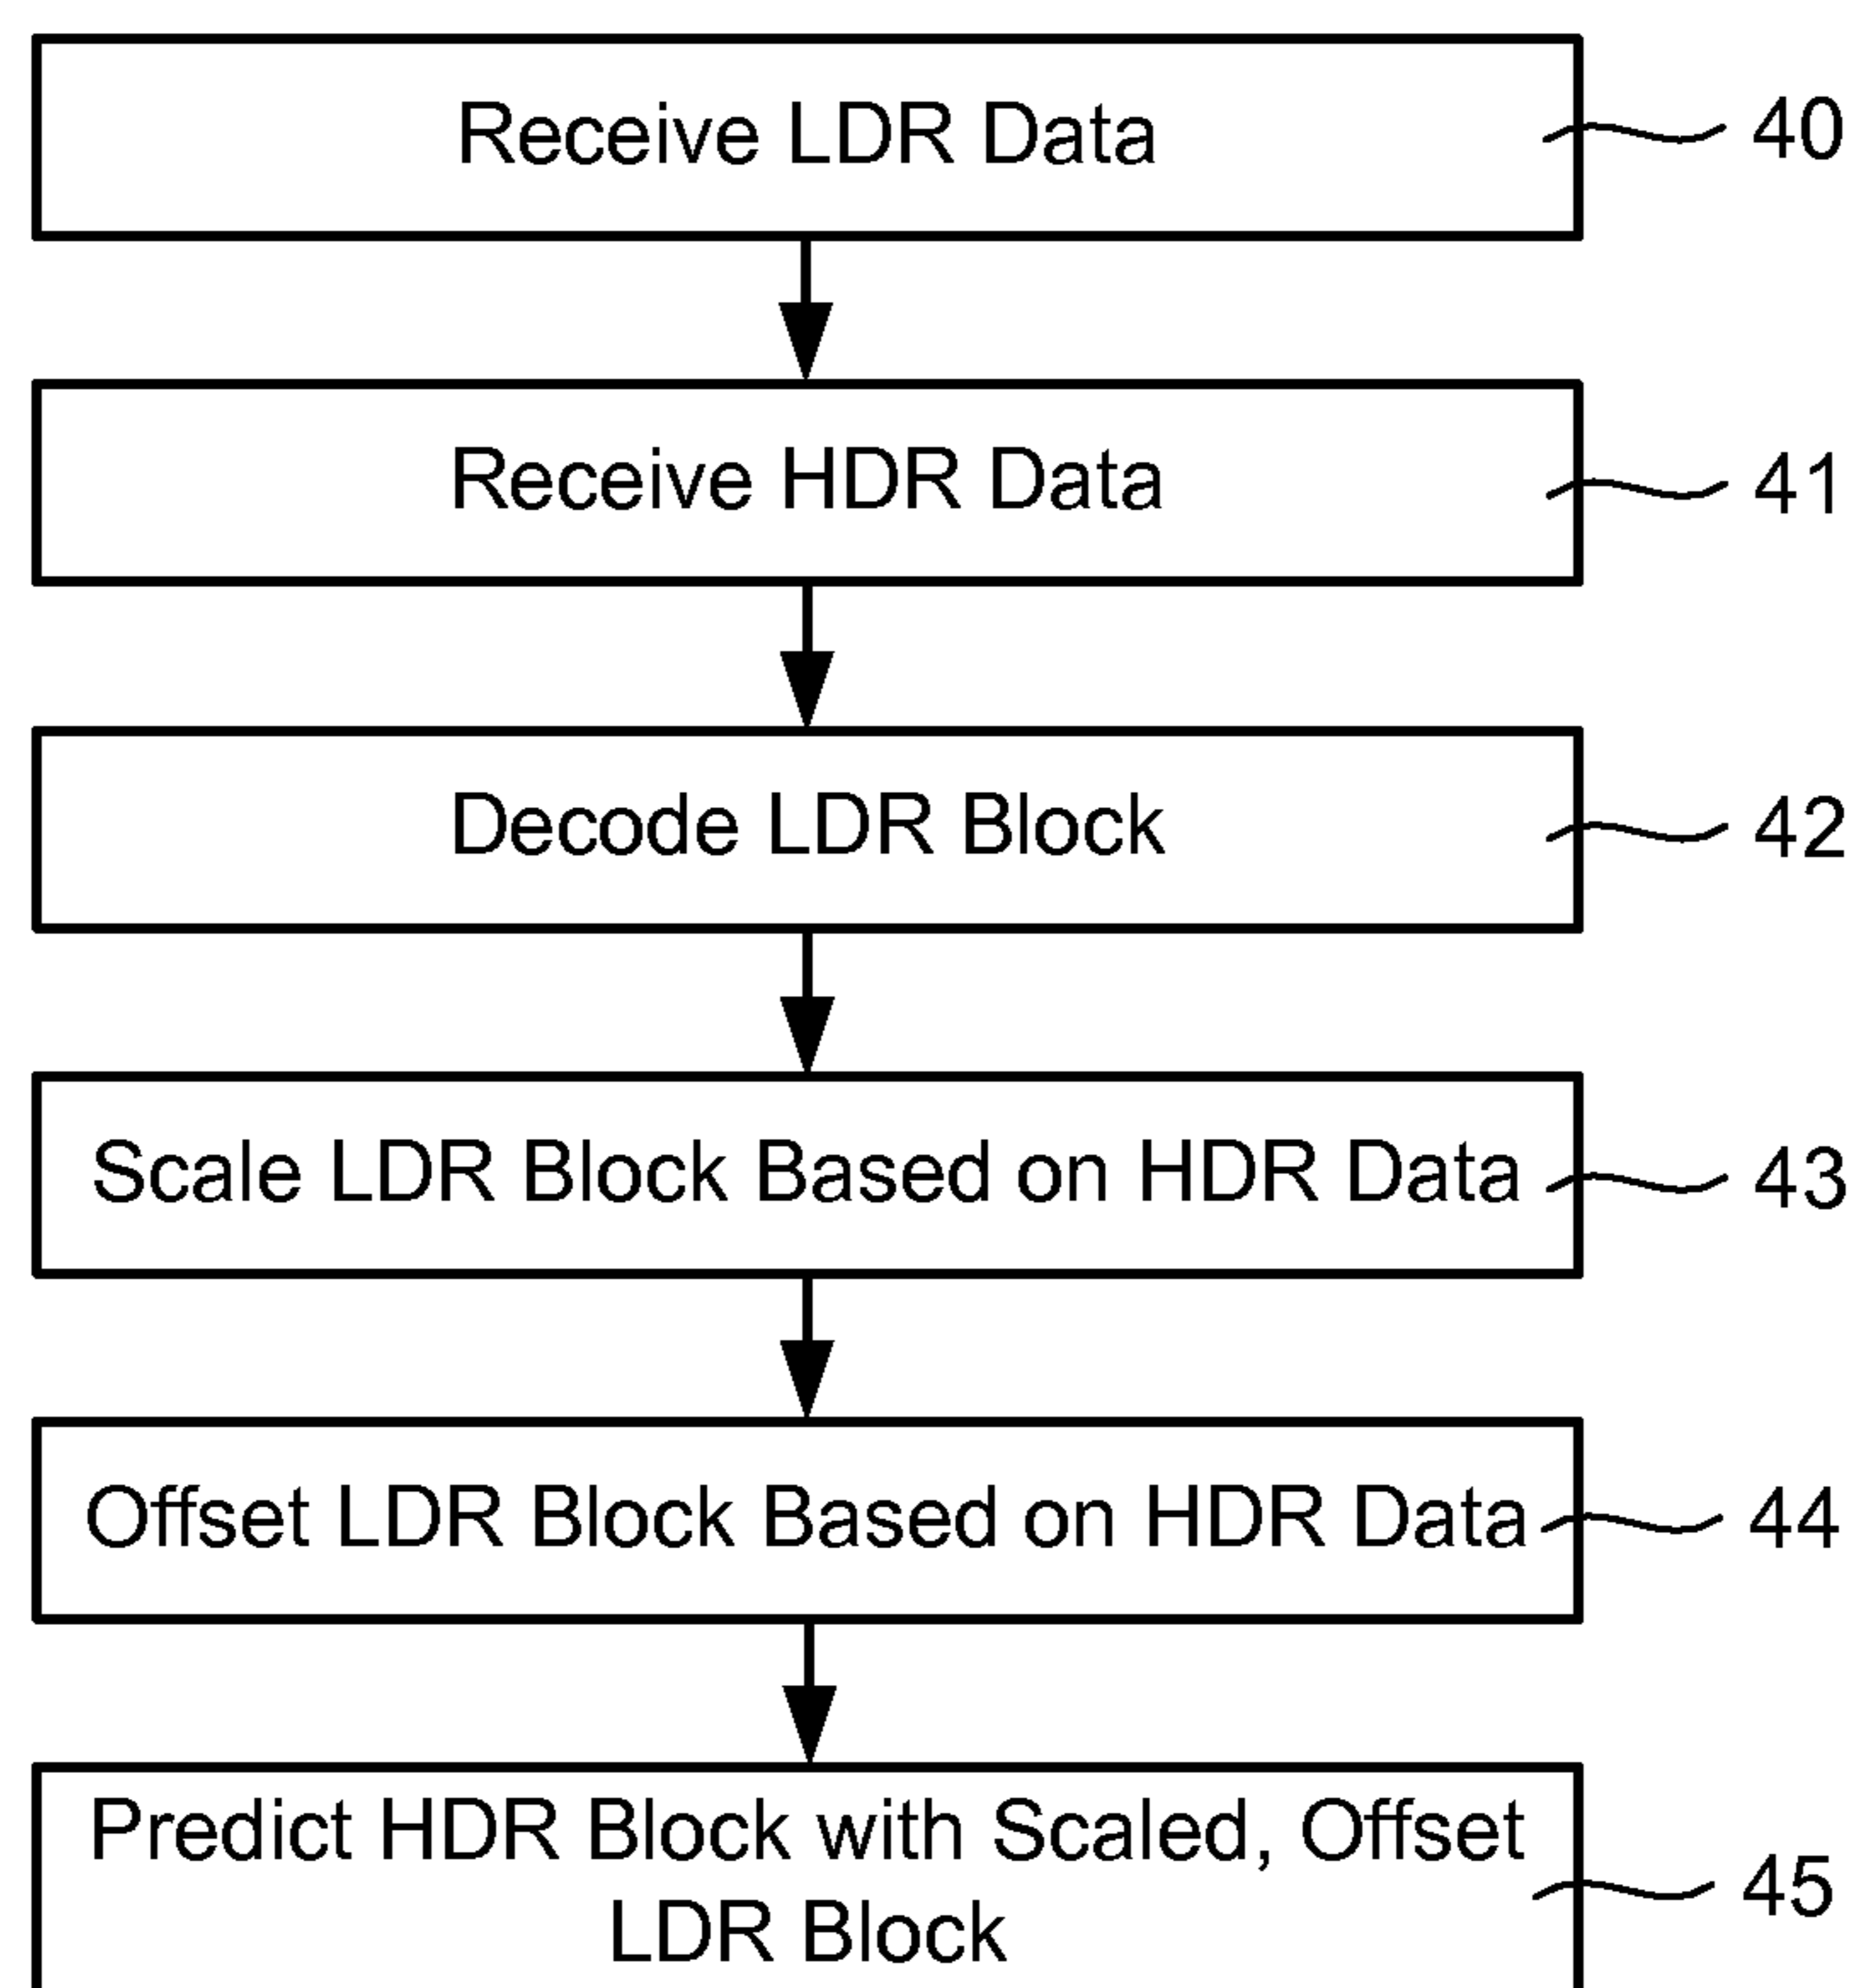 Receive LDR Data 40
Receive HDR Data 41
Decode LDR Block 42
Scale LDR Block Based on HDR Data 43
Offset LDR Block Based on HDR Data 44
Predict HDR Block with Scaled, Offset
LDR Block 45